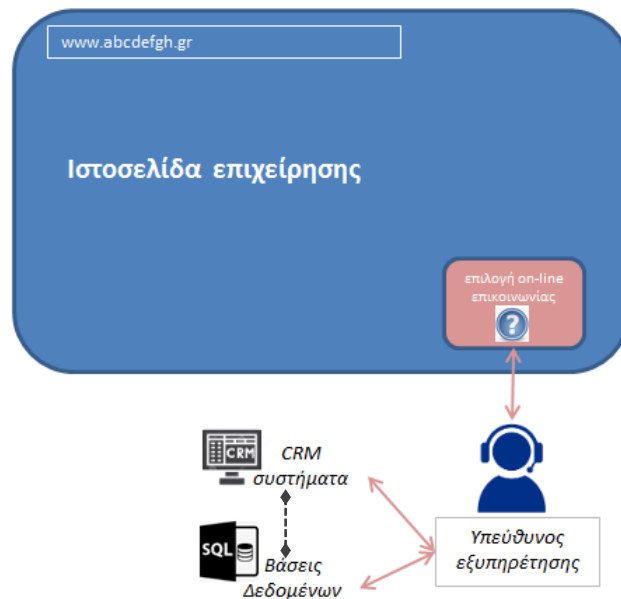 www.abcdefgh.gr
Ιστοσελίδα επιχείρησης
επιλογή on-line
επικοινωνίας
?
CRM
CRM
συστήματα
SQL
Βάσεις
Δεδομένων
Υπεύθυνος
εξυπηρέτησης